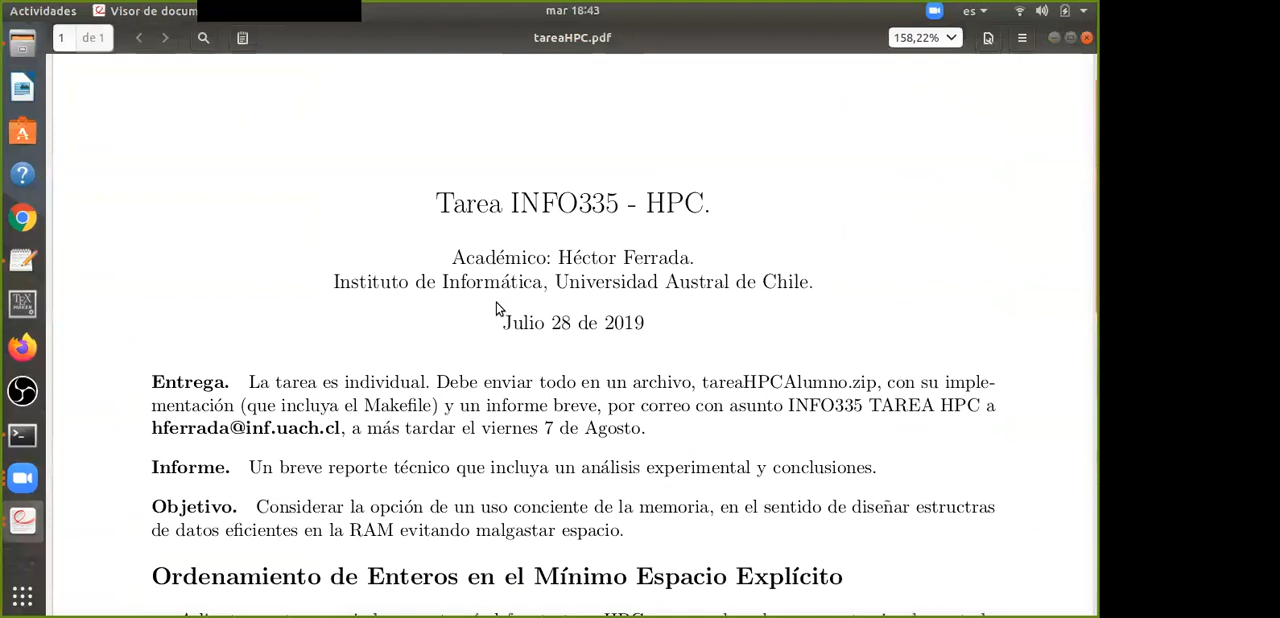 Actividades Visor de docum mar 18:43 es
1 de 1 tareaHPC.pdf 158,22%
Tarea INFO335 - HPC.
Académico: Héctor Ferrada.
Instituto de Informática, Universidad Austral de Chile.
Julio 28 de 2019
Entrega. La tarea es individual. Debe enviar todo en un archivo, tareaHPCAlumno.zip, con su imple-
mentación (que incluya el Makefile) y un informe breve, por correo con asunto INFO335 TAREA HPC a
hferrada@inf.uach.cl, a más tardar el viernes 7 de Agosto.
Informe. Un breve reporte técnico que incluya un análisis experimental y conclusiones.
Objetivo. Considerar la opción de un uso conciente de la memoria, en el sentido de diseñar estructras
de datos eficientes en la RAM evitando malgastar espacio.
Ordenamiento de Enteros en el Mínimo Espacio Explícito